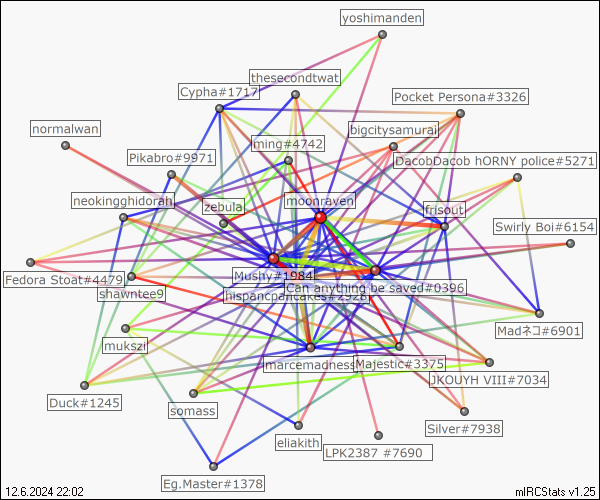 yoshimanden
thesecondtwat
Cypha#1717
Pocket Persona#3326
normalwan
bigcitysamurai
ming#4742
Pikabro#9971
DacobDacob hORNY police#5271
neokingghidorah
moonraven
zebula
frisout
Swirly Boi#6154
Mushy#1984
Fedora Stoat#4479
Can anything be saved#0396
shawntee9
hispancpancakes#2928
Madネコ#6901
mukszi
marcemadness
Majestic#3375
JKOUYH VIII#7034
Duck#1245
somass
Silver#7938
eliakith
LPK2387 #7690
Eg.Master#1378
12.6.2024 22:02
mIRCStats v1.25